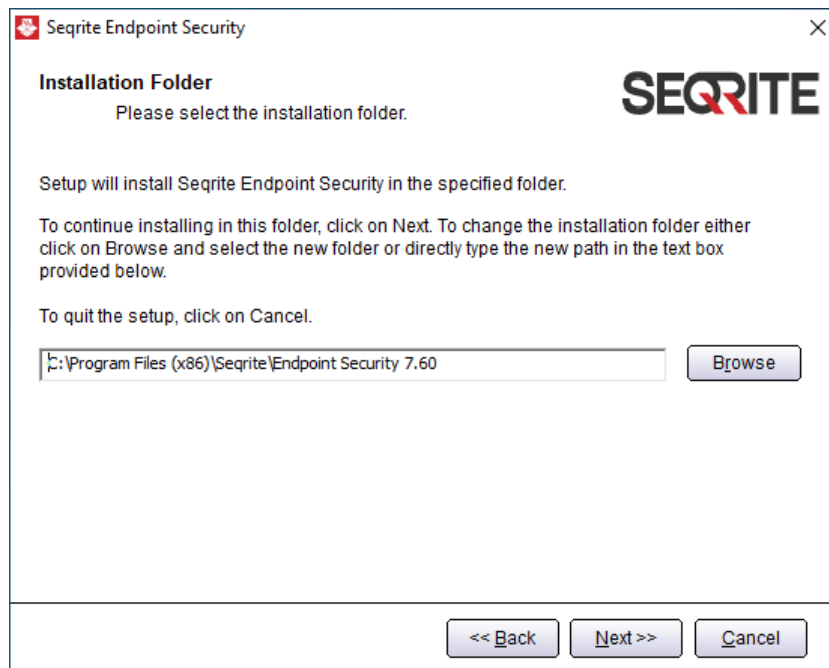 Seqrite Endpoint Security
Installation Folder
Please select the installation folder.
SEQRITE
Setup will install Seqrite Endpoint Security in the specified folder.
To continue installing in this folder, click on Next. To change the installation folder either
click on Browse and select the new folder or directly type the new path in the text box
provided below.
To quit the setup, click on Cancel.
C:\Program Files (x86)\Seqrite\Endpoint Security 7.60
Browse
<< Back
Next >>
Cancel